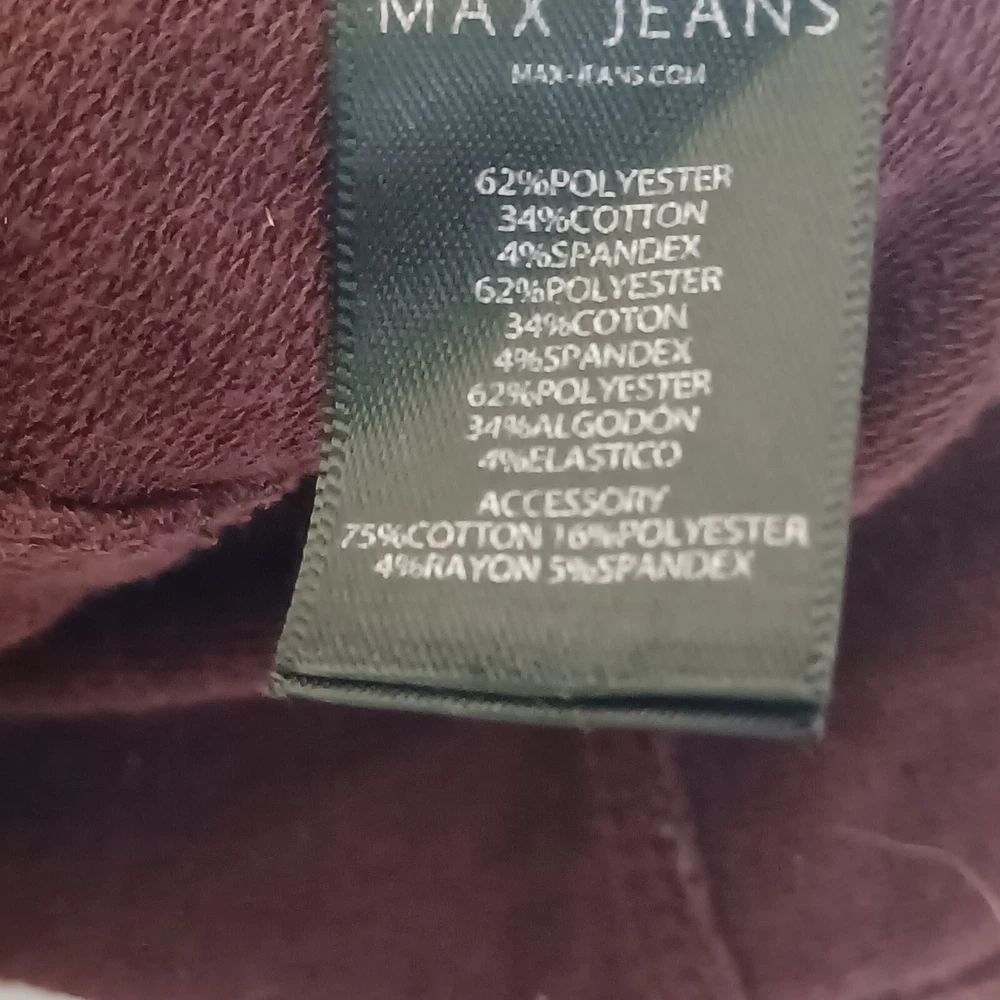 MAX JEANS
MAX-JEANS.COM
62%POLYESTER
34%COTTON
4%SPANDEX
62%POLYESTER
34%COTON
4%SPANDEX
62%POLYESTER
34%ALGODÓN
4%ELASTICO
ACCESSORY
75%COTTON 16%POLYESTER
4%RAYON 5%SPANDEX